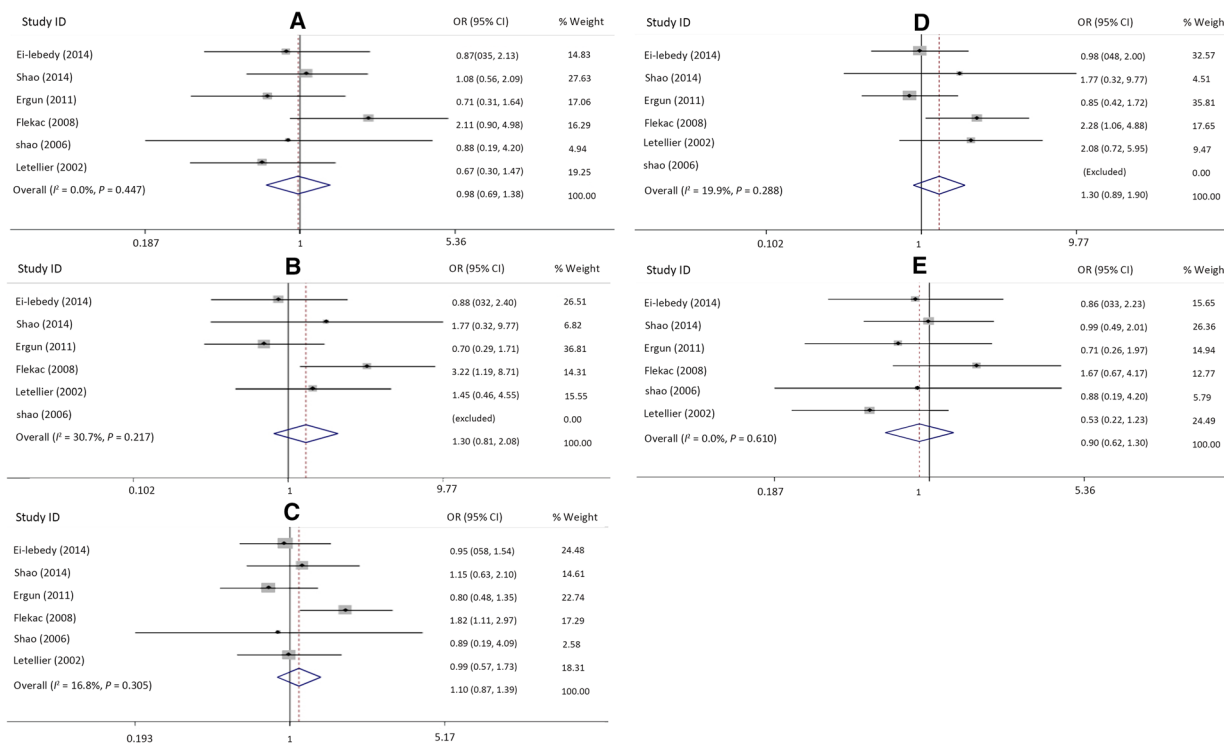 A
Study ID OR (95% CI) % Weight
Ei-lebedy (2014) 0.87(035, 2.13) 14.83
Shao (2014) 1.08 (0.56, 2.09) 27.63
Ergun (2011) 0.71 (0.31, 1.64) 17.06
Flekac (2008) 2.11 (0.90, 4.98) 16.29
shao (2006) 0.88 (0.19, 4.20) 4.94
Letellier (2002) 0.67 (0.30, 1.47) 19.25
Overall (I² = 0.0%, P = 0.447) 0.98 (0.69, 1.38) 100.00
0.187 1 5.36
B
Study ID OR (95% CI) % Weight
Ei-lebedy (2014) 0.88 (032, 2.40) 26.51
Shao (2014) 1.77 (0.32, 9.77) 6.82
Ergun (2011) 0.70 (0.29, 1.71) 36.81
Flekac (2008) 3.22 (1.19, 8.71) 14.31
Letellier (2002) 1.45 (0.46, 4.55) 15.55
shao (2006) (excluded) 0.00
Overall (I² = 30.7%, P = 0.217) 1.30 (0.81, 2.08) 100.00
0.102 1 9.77
C
Study ID OR (95% CI) % Weight
Ei-lebedy (2014) 0.95 (058, 1.54) 24.48
Shao (2014) 1.15 (0.63, 2.10) 14.61
Ergun (2011) 0.80 (0.48, 1.35) 22.74
Flekac (2008) 1.82 (1.11, 2.97) 17.29
Shao (2006) 0.89 (0.19, 4.09) 2.58
Letellier (2002) 0.99 (0.57, 1.73) 18.31
Overall (I² = 16.8%, P = 0.305) 1.10 (0.87, 1.39) 100.00
0.193 1 5.17
D
Study ID OR (95% CI) % Weigh
Ei-lebedy (2014) 0.98 (048, 2.00) 32.57
Shao (2014) 1.77 (0.32, 9.77) 4.51
Ergun (2011) 0.85 (0.42, 1.72) 35.81
Flekac (2008) 2.28 (1.06, 4.88) 17.65
Letellier (2002) 2.08 (0.72, 5.95) 9.47
shao (2006) (Excluded) 0.00
Overall (I² = 19.9%, P = 0.288) 1.30 (0.89, 1.90) 100.00
0.102 1 9.77
E
Study ID OR (95% CI) % Weigh
Ei-lebedy (2014) 0.86 (033, 2.23) 15.65
Shao (2014) 0.99 (0.49, 2.01) 26.36
Ergun (2011) 0.71 (0.26, 1.97) 14.94
Flekac (2008) 1.67 (0.67, 4.17) 12.77
shao (2006) 0.88 (0.19, 4.20) 5.79
Letellier (2002) 0.53 (0.22, 1.23) 24.49
Overall (I² = 0.0%, P = 0.610) 0.90 (0.62, 1.30) 100.00
0.187 1 5.36